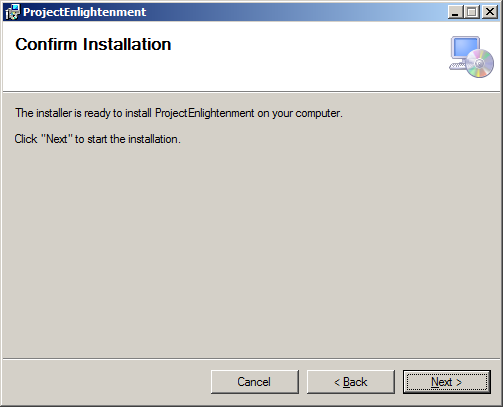 ProjectEnlightenment
Confirm Installation
The installer is ready to install ProjectEnlightenment on your computer.
Click "Next" to start the installation.
Cancel
< Back
Next >